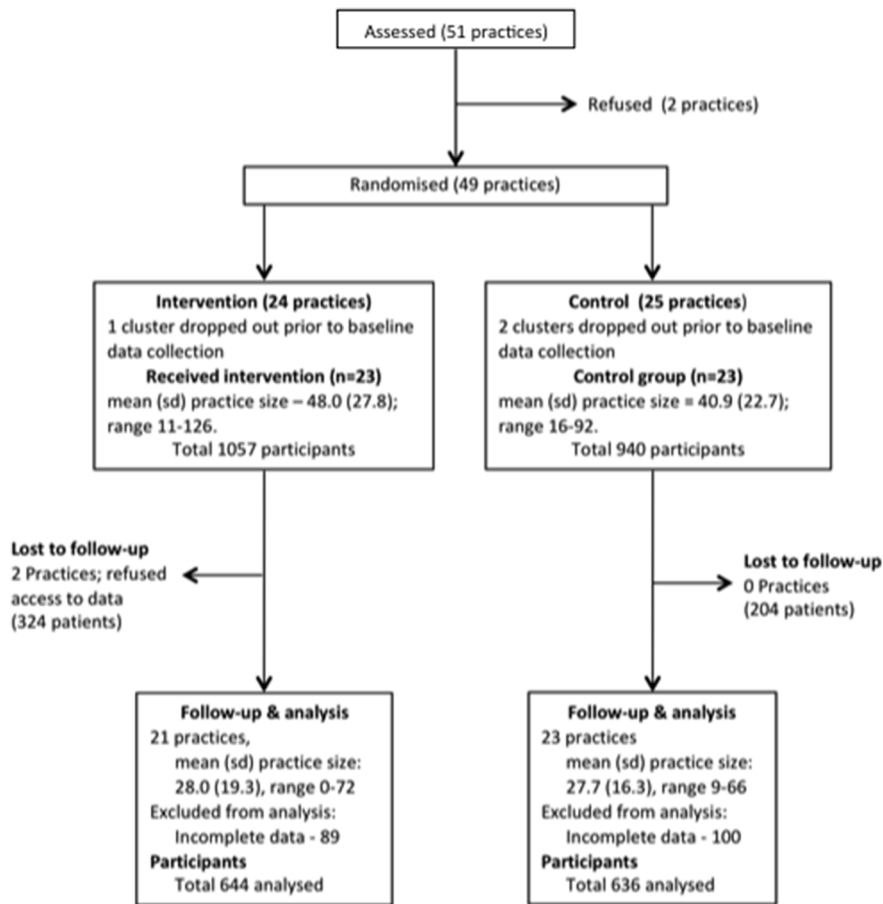 Assessed (51 practices)
Refused (2 practices)
Randomised (49 practices)
Intervention (24 practices)
1 cluster dropped out prior to baseline
data collection
Received intervention (n=23)
mean (sd) practice size – 48.0 (27.8);
range 11-126.
Total 1057 participants
Control (25 practices)
2 clusters dropped out prior to baseline
data collection
Control group (n=23)
mean (sd) practice size = 40.9 (22.7);
range 16-92.
Total 940 participants
Lost to follow-up
2 Practices; refused
access to data
(324 patients)
Lost to follow-up
0 Practices
(204 patients)
Follow-up & analysis
21 practices,
mean (sd) practice size:
28.0 (19.3), range 0-72
Excluded from analysis:
Incomplete data - 89
Participants
Total 644 analysed
Follow-up & analysis
23 practices
mean (sd) practice size:
27.7 (16.3), range 9-66
Excluded from analysis:
Incomplete data - 100
Participants
Total 636 analysed